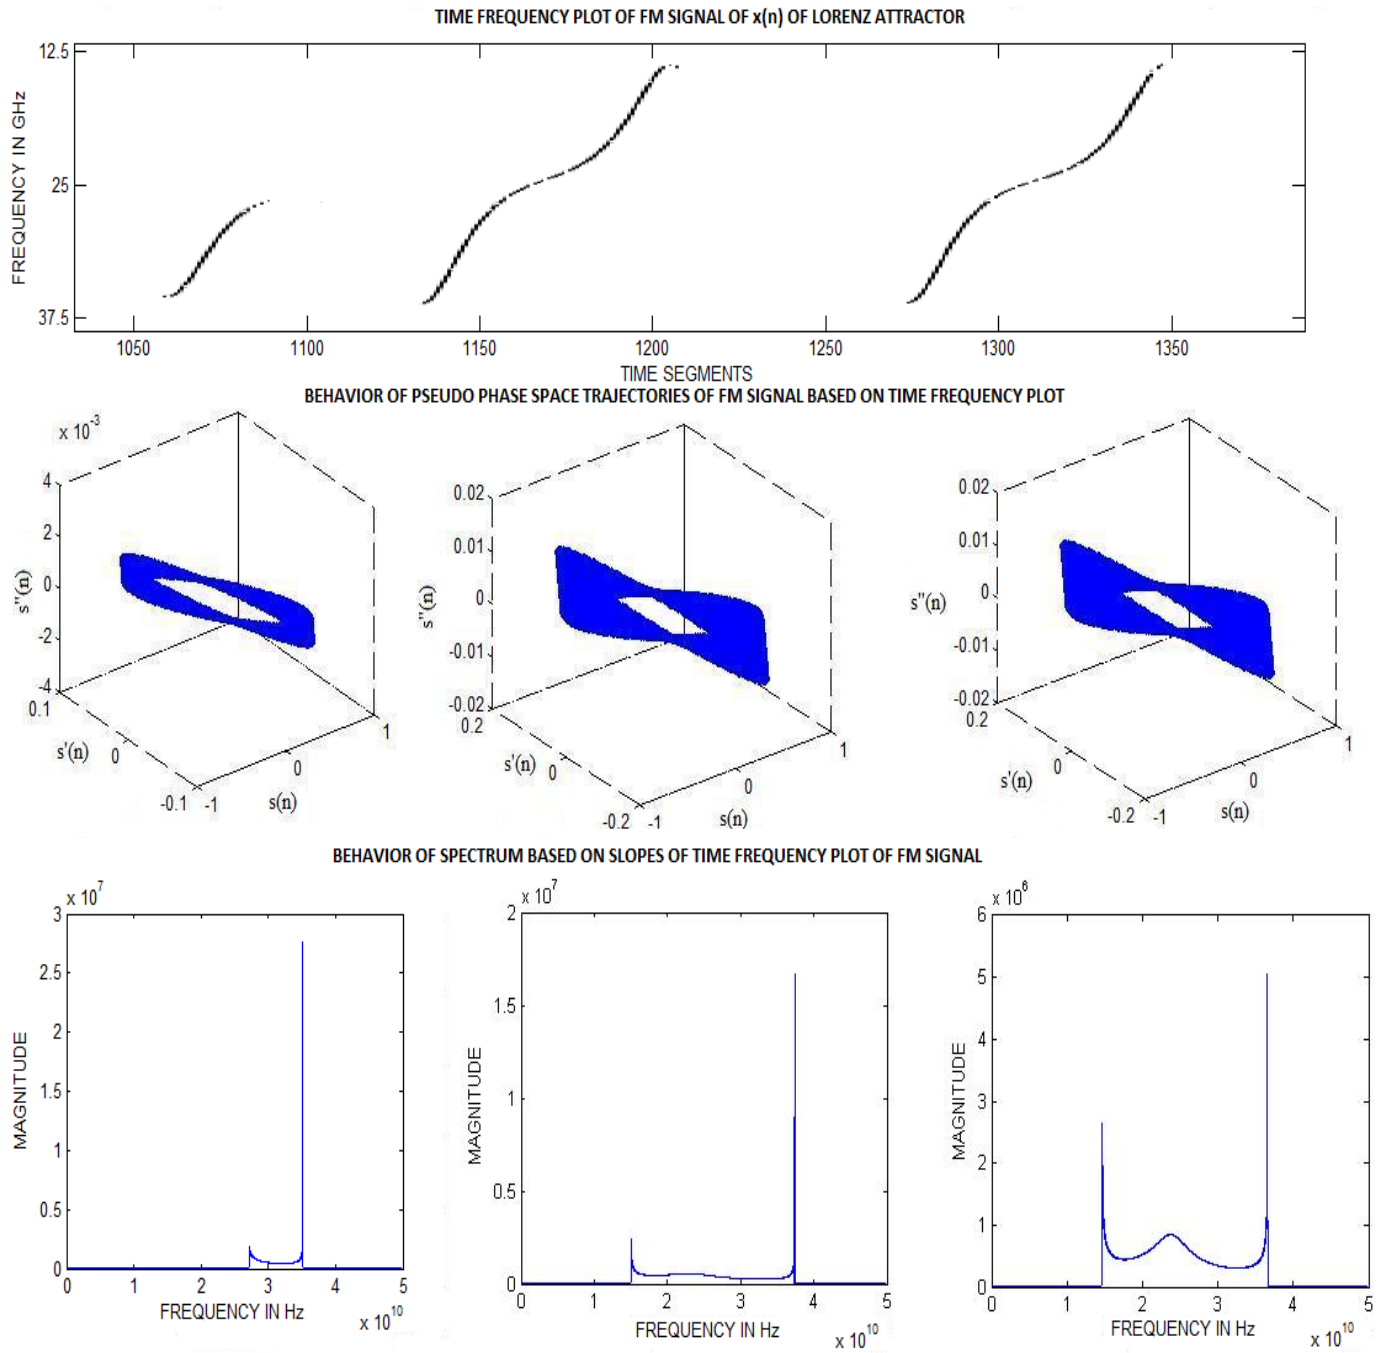 TIME FREQUENCY PLOT OF FM SIGNAL OF x(n) OF LORENZ ATTRACTOR
FREQUENCY IN GHz
12.5
25
37.5
1050 1100 1150 1200 1250 1300 1350
TIME SEGMENTS
BEHAVIOR OF PSEUDO PHASE SPACE TRAJECTORIES OF FM SIGNAL BASED ON TIME FREQUENCY PLOT
x 10-3
4
2
0
-2
-4
s''(n)
0.1
0
-0.1
s'(n)
-1
0
1
s(n)
0.02
0.01
0
-0.01
-0.02
s''(n)
0.2
0
-0.2
s'(n)
-1
0
1
s(n)
0.02
0.01
0
-0.01
-0.02
s''(n)
0.2
0
-0.2
s'(n)
-1
0
1
s(n)
BEHAVIOR OF SPECTRUM BASED ON SLOPES OF TIME FREQUENCY PLOT OF FM SIGNAL
x 10^7
3
2.5
2
1.5
1
0.5
0
MAGNITUDE
0 1 2 3 4 5
FREQUENCY IN Hz
x 10^10
x 10^7
2
1.5
1
0.5
0
MAGNITUDE
0 1 2 3 4 5
FREQUENCY IN Hz
x 10^10
x 10^6
6
5
4
3
2
1
0
MAGNITUDE
0 1 2 3 4 5
FREQUENCY IN Hz
x 10^10